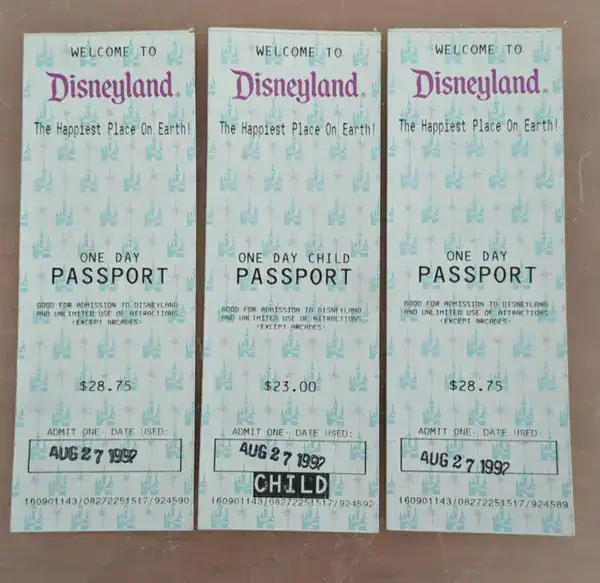 WELCOME TO
Disneyland®
The Happiest Place On Earth!
ONE DAY
PASSPORT
GOOD FOR ADMISSION TO DISNEYLAND
AND UNLIMITED USE OF ATTRACTIONS
(EXCEPT ARCADES)
$28.75
ADMIT ONE- DATE USED:
AUG 27 1992
160901143/08272251517/924590
WELCOME TO
Disneyland®
The Happiest Place On Earth!
ONE DAY CHILD
PASSPORT
GOOD FOR ADMISSION TO DISNEYLAND
AND UNLIMITED USE OF ATTRACTIONS
(EXCEPT ARCADES)
$23.00
ADMIT ONE- DATE USED:
AUG 27 1992
CHILD
160901143/08272251517/924592
WELCOME TO
Disneyland®
The Happiest Place On Earth!
ONE DAY
PASSPORT
GOOD FOR ADMISSION TO DISNEYLAND
AND UNLIMITED USE OF ATTRACTIONS
(EXCEPT ARCADES)
$28.75
ADMIT ONE- DATE USED:
AUG 27 1992
160901143/08272251517/924589